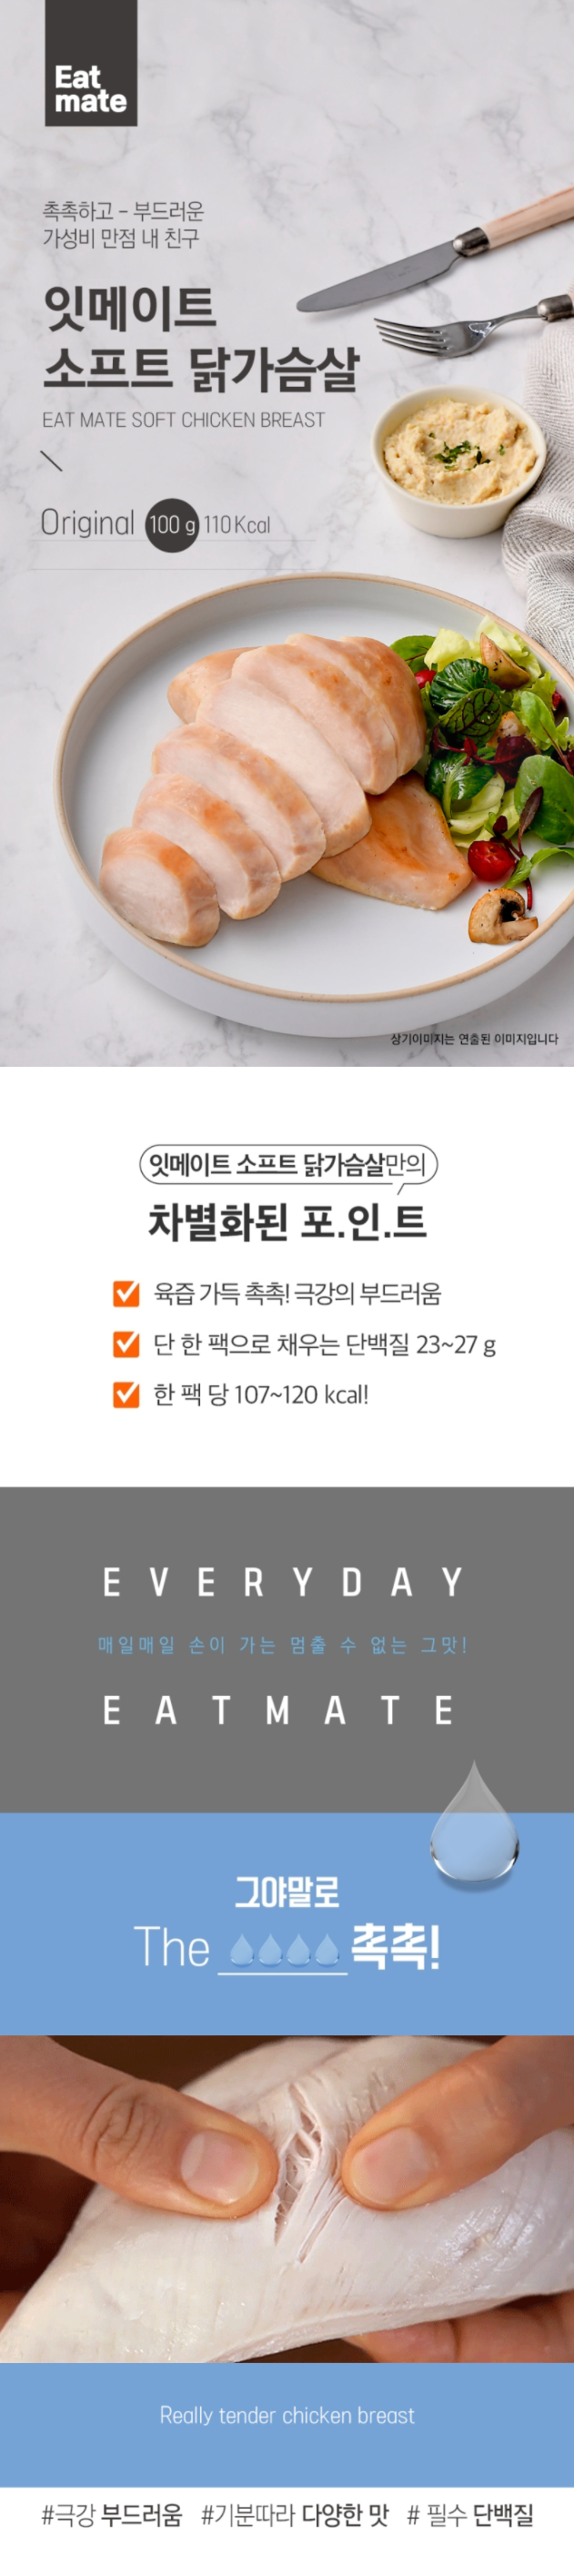 Eat
mate
촉촉하고 - 부드러운
가성비 만점 내 친구
잇메이트
소프트 닭가슴살
EAT MATE SOFT CHICKEN BREAST
Original 100 g 110 Kcal
상기이미지는 연출된 이미지입니다
잇메이트 소프트 닭가슴살만의
차별화된 포.인.트
육즙 가득 촉촉! 극강의 부드러움
단 한 팩으로 채우는 단백질 23~27 g
한 팩 당 107~120 kcal!
EVERYDAY
매일매일 손이 가는 멈출 수 없는 그맛!
EATMATE
그야말로
The 촉촉!
Really tender chicken breast
#극강 부드러움 #기분따라 다양한 맛 # 필수 단백질